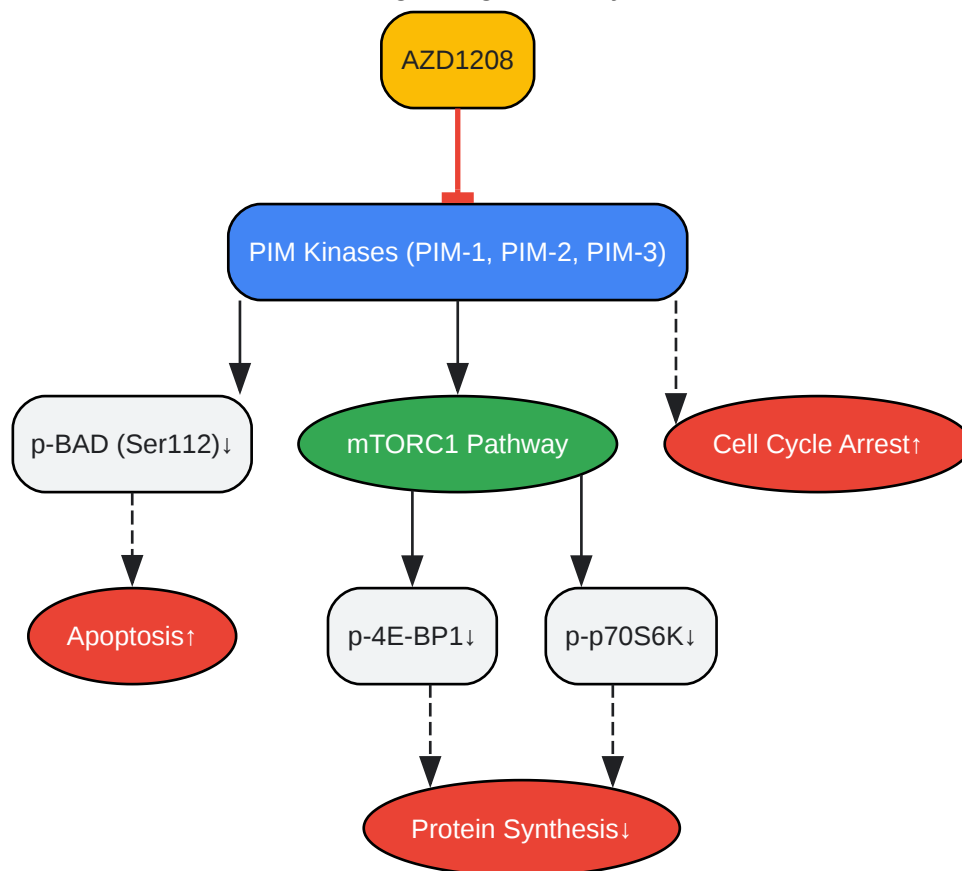 AZD1208
PIM Kinases (PIM-1, PIM-2, PIM-3)
p-BAD (Ser112)↓
mTORC1 Pathway
Cell Cycle Arrest↑
Apoptosis↑
p-4E-BP1↓
p-p70S6K↓
Protein Synthesis↓